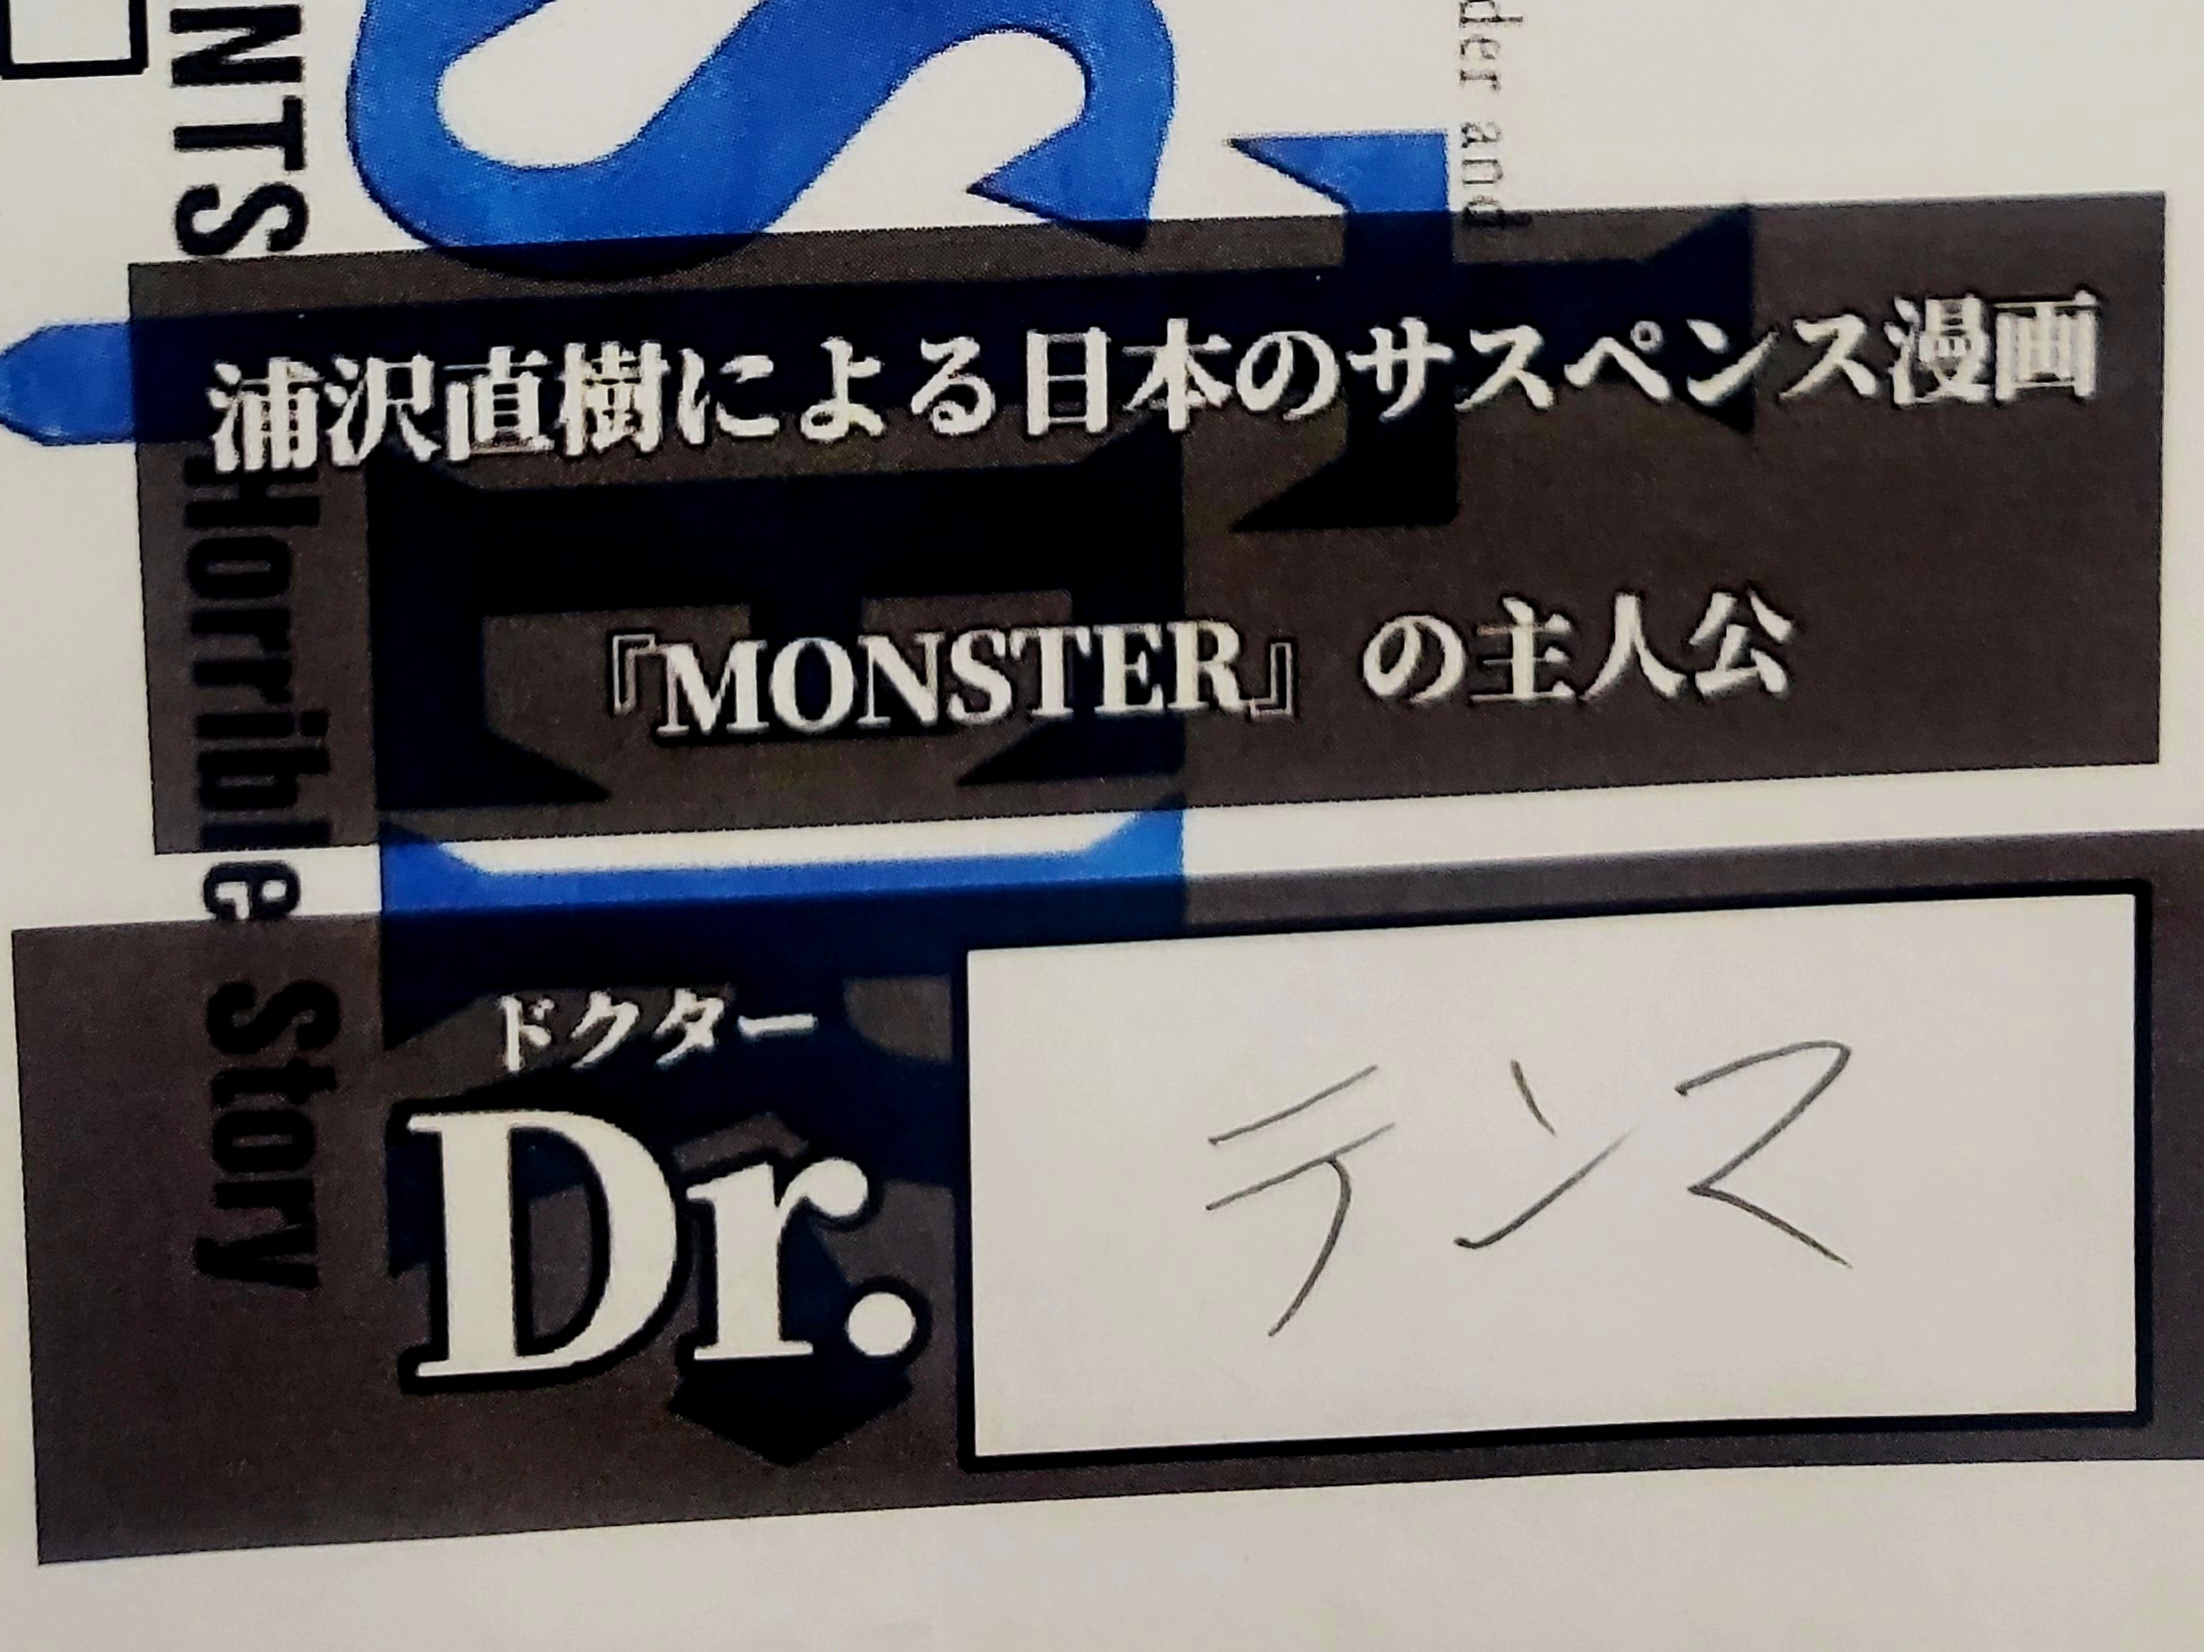 NTS
der and
浦沢直樹による日本のサスペンス漫画
『MONSTER』の主人公
Horrible Story
ドクター
Dr.
テンマ